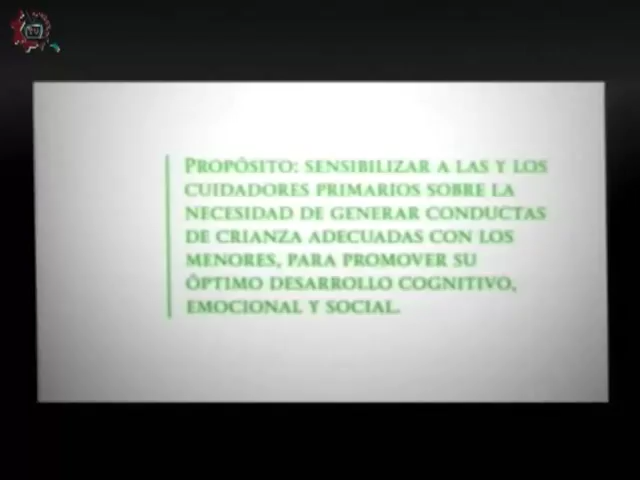 PROPÓSITO: SENSIBILIZAR A LAS Y LOS
CUIDADORES PRIMARIOS SOBRE LA
NECESIDAD DE GENERAR CONDUCTAS
DE CRIANZA ADECUADAS CON LOS
MENORES, PARA PROMOVER SU
ÓPTIMO DESARROLLO COGNITIVO,
EMOCIONAL Y SOCIAL.